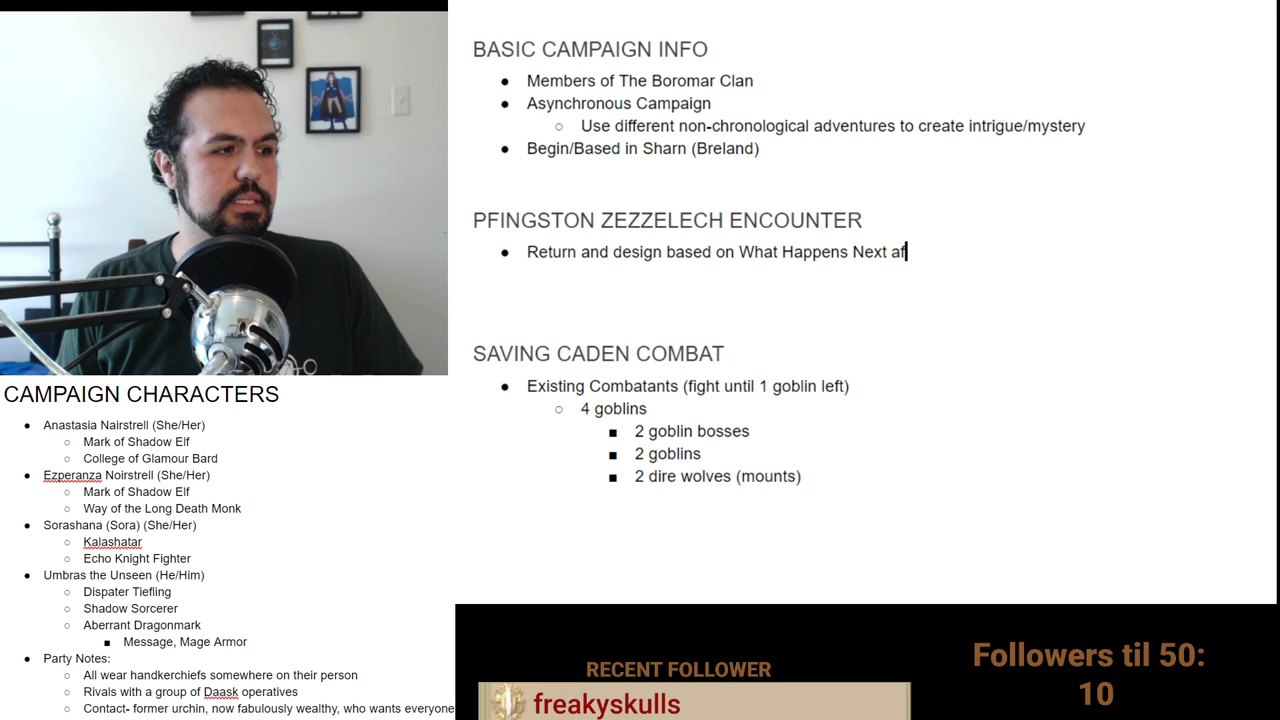 BASIC CAMPAIGN INFO
● Members of The Boromar Clan
● Asynchronous Campaign
○ Use different non-chronological adventures to create intrigue/mystery
● Begin/Based in Sharn (Breland)
PFINGSTON ZEZZELECH ENCOUNTER
● Return and design based on What Happens Next af
SAVING CADEN COMBAT
● Existing Combatants (fight until 1 goblin left)
○ 4 goblins
■ 2 goblin bosses
■ 2 goblins
■ 2 dire wolves (mounts)
CAMPAIGN CHARACTERS
● Anastasia Nairstrell (She/Her)
○ Mark of Shadow Elf
○ College of Glamour Bard
● Ezperanza Noirstrell (She/Her)
○ Mark of Shadow Elf
○ Way of the Long Death Monk
● Sorashana (Sora) (She/Her)
○ Kalashatar
○ Echo Knight Fighter
● Umbras the Unseen (He/Him)
○ Dispater Tiefling
○ Shadow Sorcerer
○ Aberrant Dragonmark
■ Message, Mage Armor
● Party Notes:
○ All wear handkerchiefs somewhere on their person
○ Rivals with a group of Daask operatives
○ Contact- former urchin, now fabulously wealthy, who wants everyone
RECENT FOLLOWER
freakyskulls
Followers til 50:
10